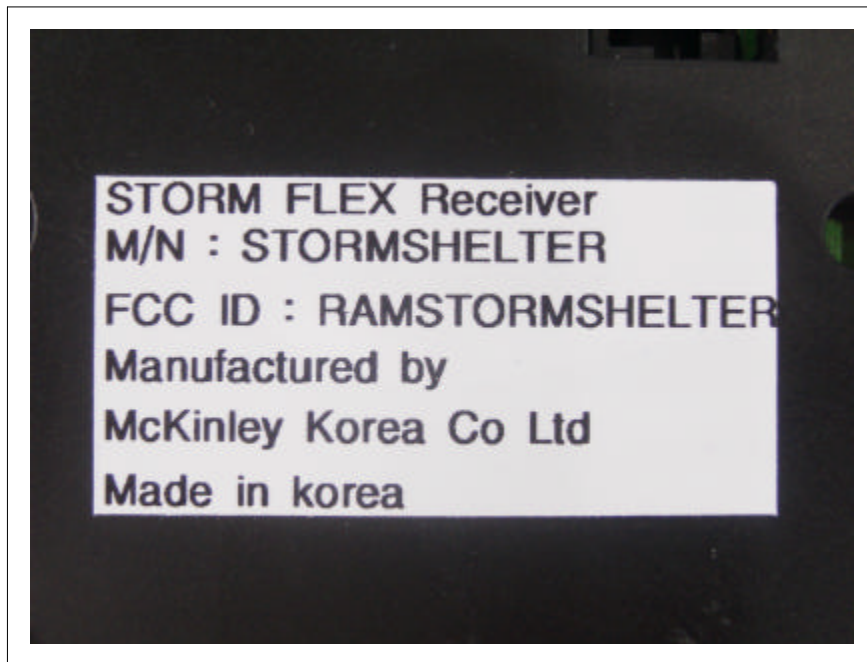 STORM FLEX Receiver
M/N : STORMSHELTER
FCC ID : RAMSTORMSHELTER
Manufactured by
McKinley Korea Co Ltd
Made in korea